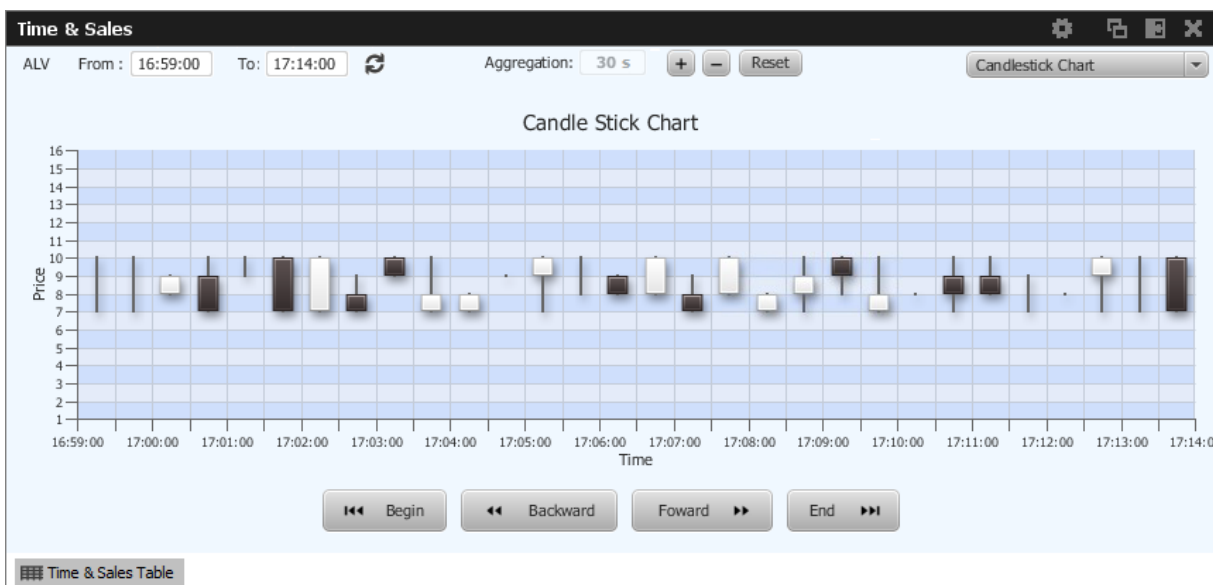 Time & Sales
ALV From : 16:59:00 To: 17:14:00 Aggregation: 30 s + − Reset Candlestick Chart
Candle Stick Chart
16
15
14
13
12
11
10
9
8
7
6
5
4
3
2
1
Price
16:59:00 17:00:00 17:01:00 17:02:00 17:03:00 17:04:00 17:05:00 17:06:00 17:07:00 17:08:00 17:09:00 17:10:00 17:11:00 17:12:00 17:13:00 17:14:0
Time
Begin Backward Foward End
Time & Sales Table